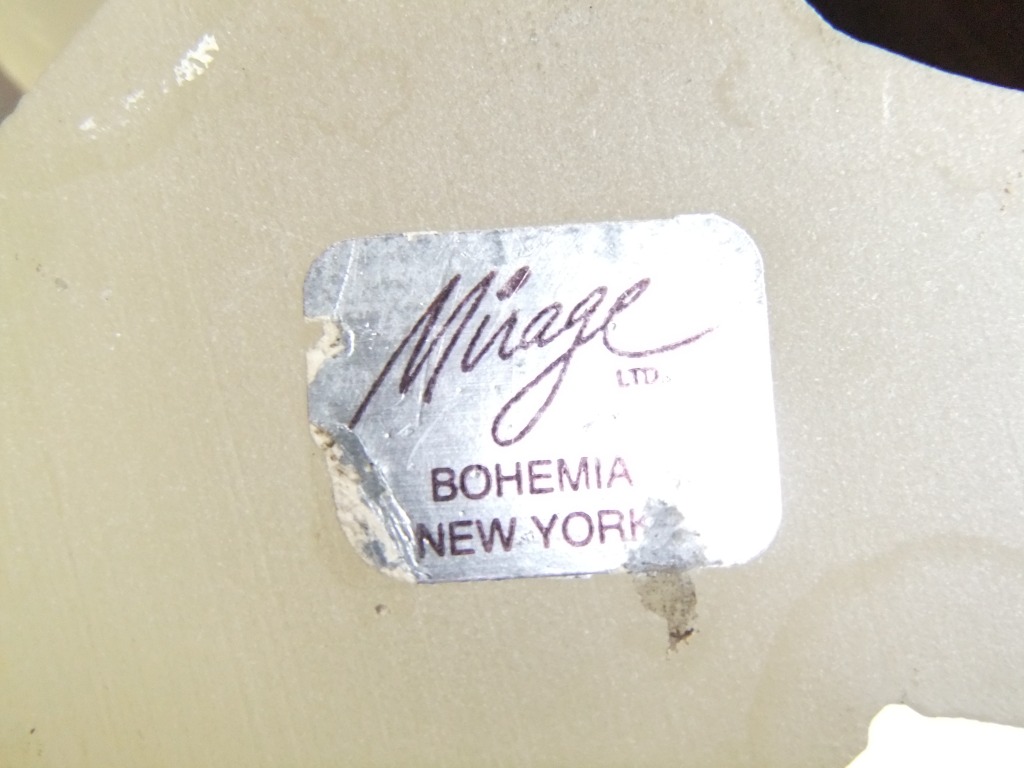 Mirage
LTD.
BOHEMIA
NEW YORK